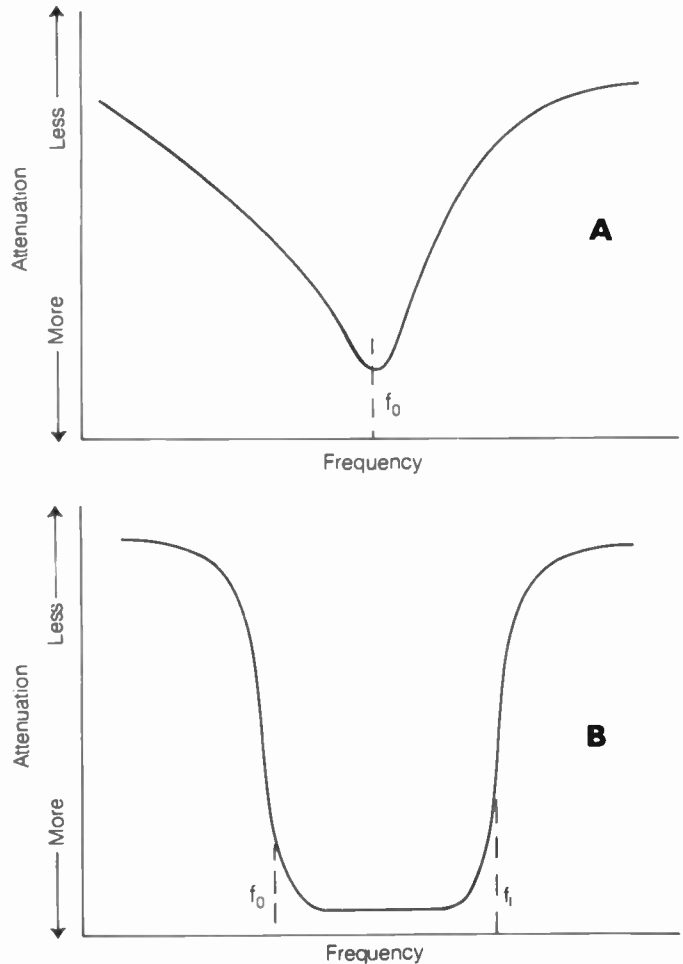 Less
Attenuation
More
A
f₀
Frequency
Less
Attenuation
More
B
f₀
f₁
Frequency